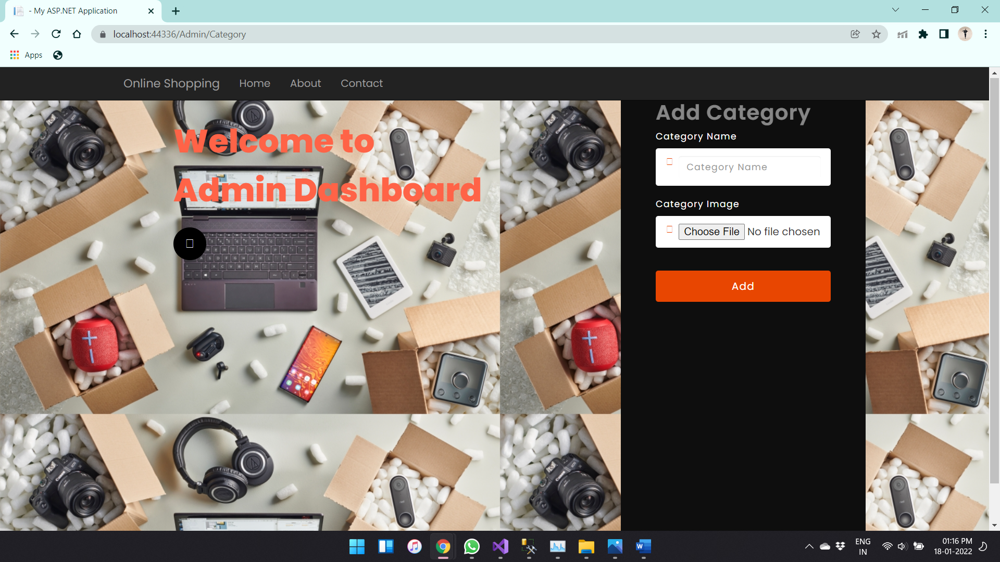 - My ASP.NET Application
localhost:44336/Admin/Category
Apps
Online Shopping Home About Contact
Welcome to
Admin Dashboard
Add Category
Category Name
Category Name
Category Image
Choose File No file chosen
Add
ENG
IN
01:16 PM
18-01-2022